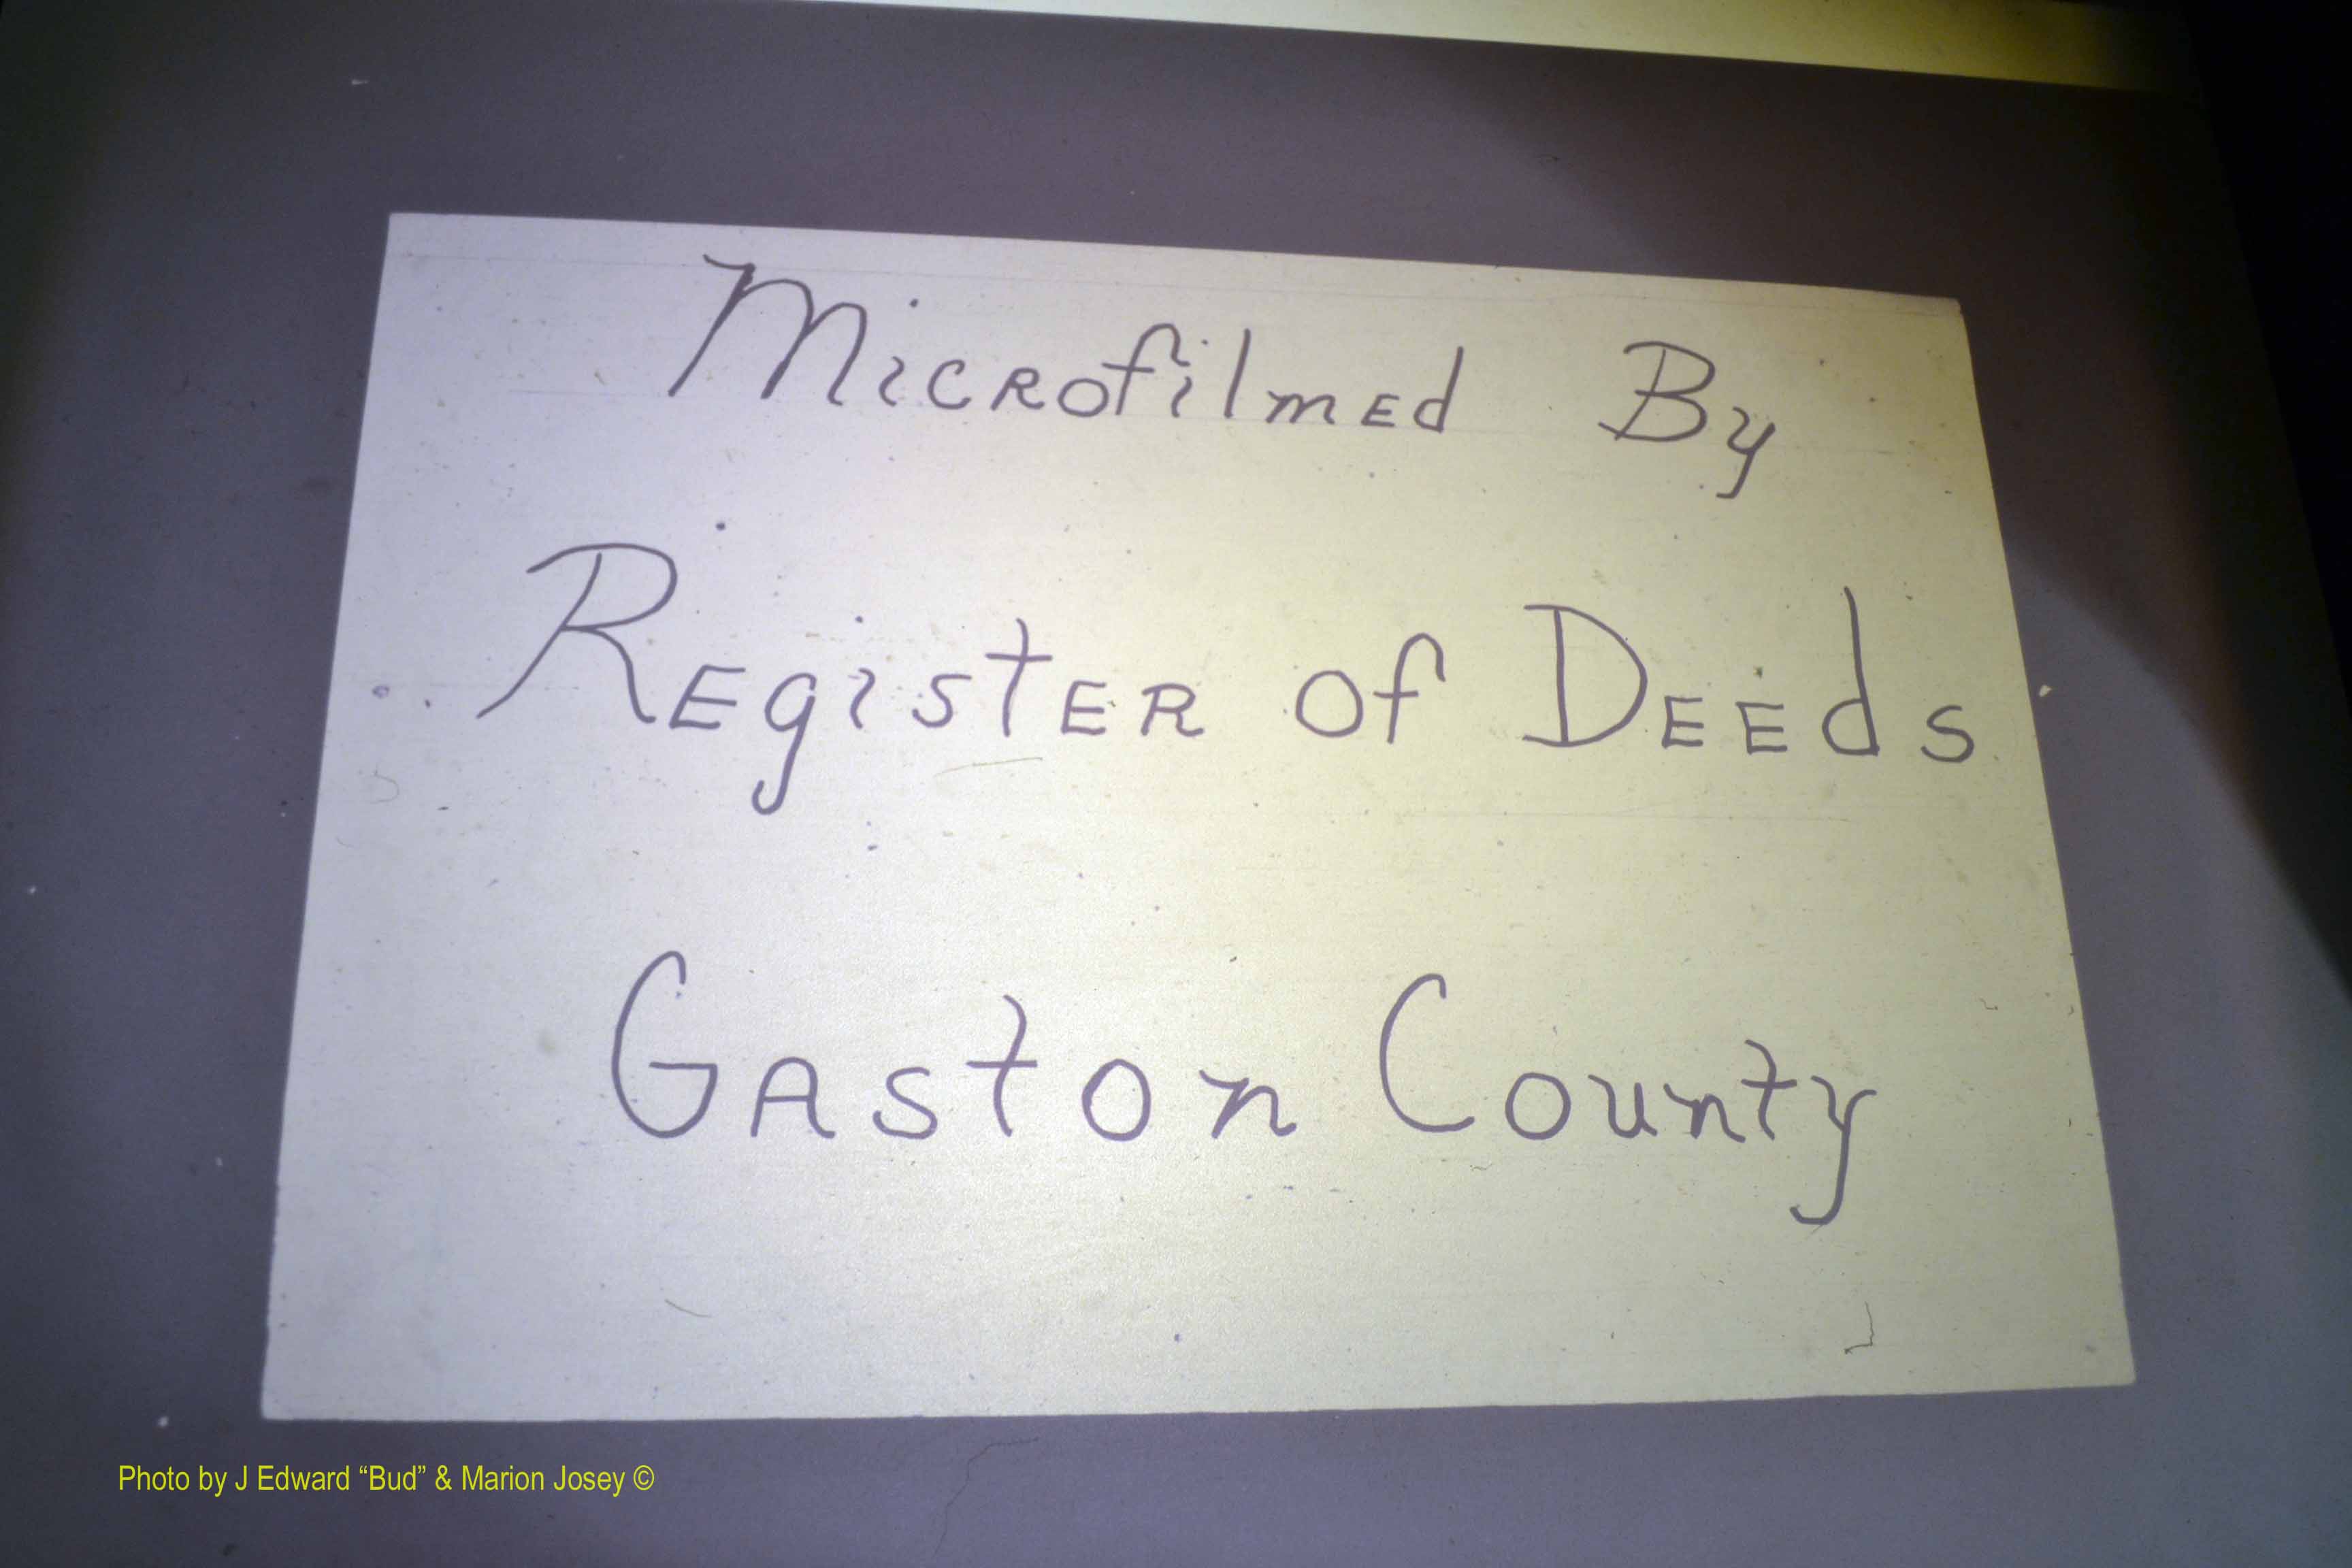 Microfilmed By
Register of Deeds
Gaston County
Photo by J Edward “Bud” & Marion Josey ©